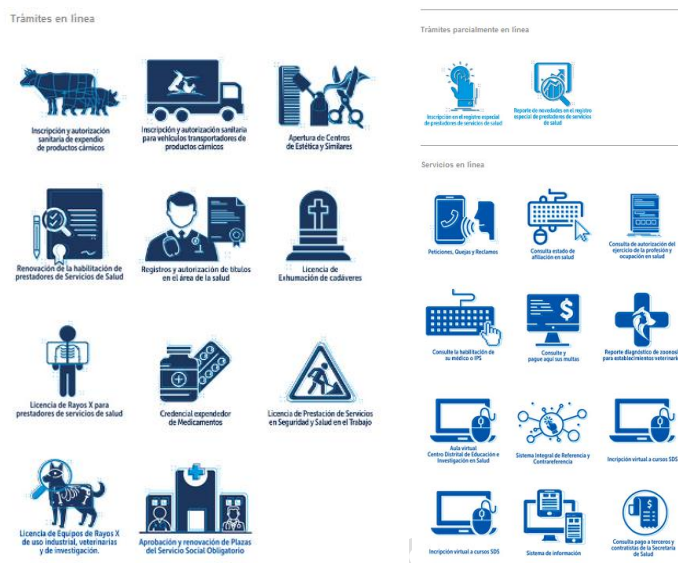 Tràmites en lìnea
Inscripción y autorización
sanitaria de expendio
de productos cárnicos
Inscripción y autorización sanitaria
para vehículos transportadores de
productos cárnicos
Apertura de Centros
de Estética y Similares
Renovación de la habilitación de
prestadores de Servicios de Salud
Registros y autorización de títulos
en el área de la salud
Licencia de
Exhumación de cadáveres
Licencia de Rayos X para
prestadores de servicios de salud
Credencial expendedor
de Medicamentos
Licencia de Prestación de Servicios
en Seguridad y Salud en el Trabajo
Licencia de Equipos de Rayos X
de uso industrial, veterinarias
y de investigación.
Aprobación y renovación de Plazas
del Servicio Social Obligatorio
Tràmites parcialmente en lìnea
Inscripción en el registro especial
de prestadores de servicios de salud
Reporte de novedades en el registro
especial de prestadores de servicios
de salud
Servicios en lìnea
Peticiones, Quejas y Reclamos
Consulta estado de
afiliación en salud
Consulta de autorización del
ejercicio de la profesión y
ocupación en salud
Consulte la habilitación de
su médico o IPS
$
Consulte y
pague aquí sus multas
Reporte diagnóstico de zoonosis
para establecimientos veterinari
Aula virtual
Centro Distrital de Educación e
Investigación en Salud
Sistema Integral de Referencia y
Contrareferencia
Incripción virtual a cursos SDS
Incripción virtual a cursos SDS
Sistema de información
$
Consulta pago a terceros y
contratistas de la Secretaría
de Salud